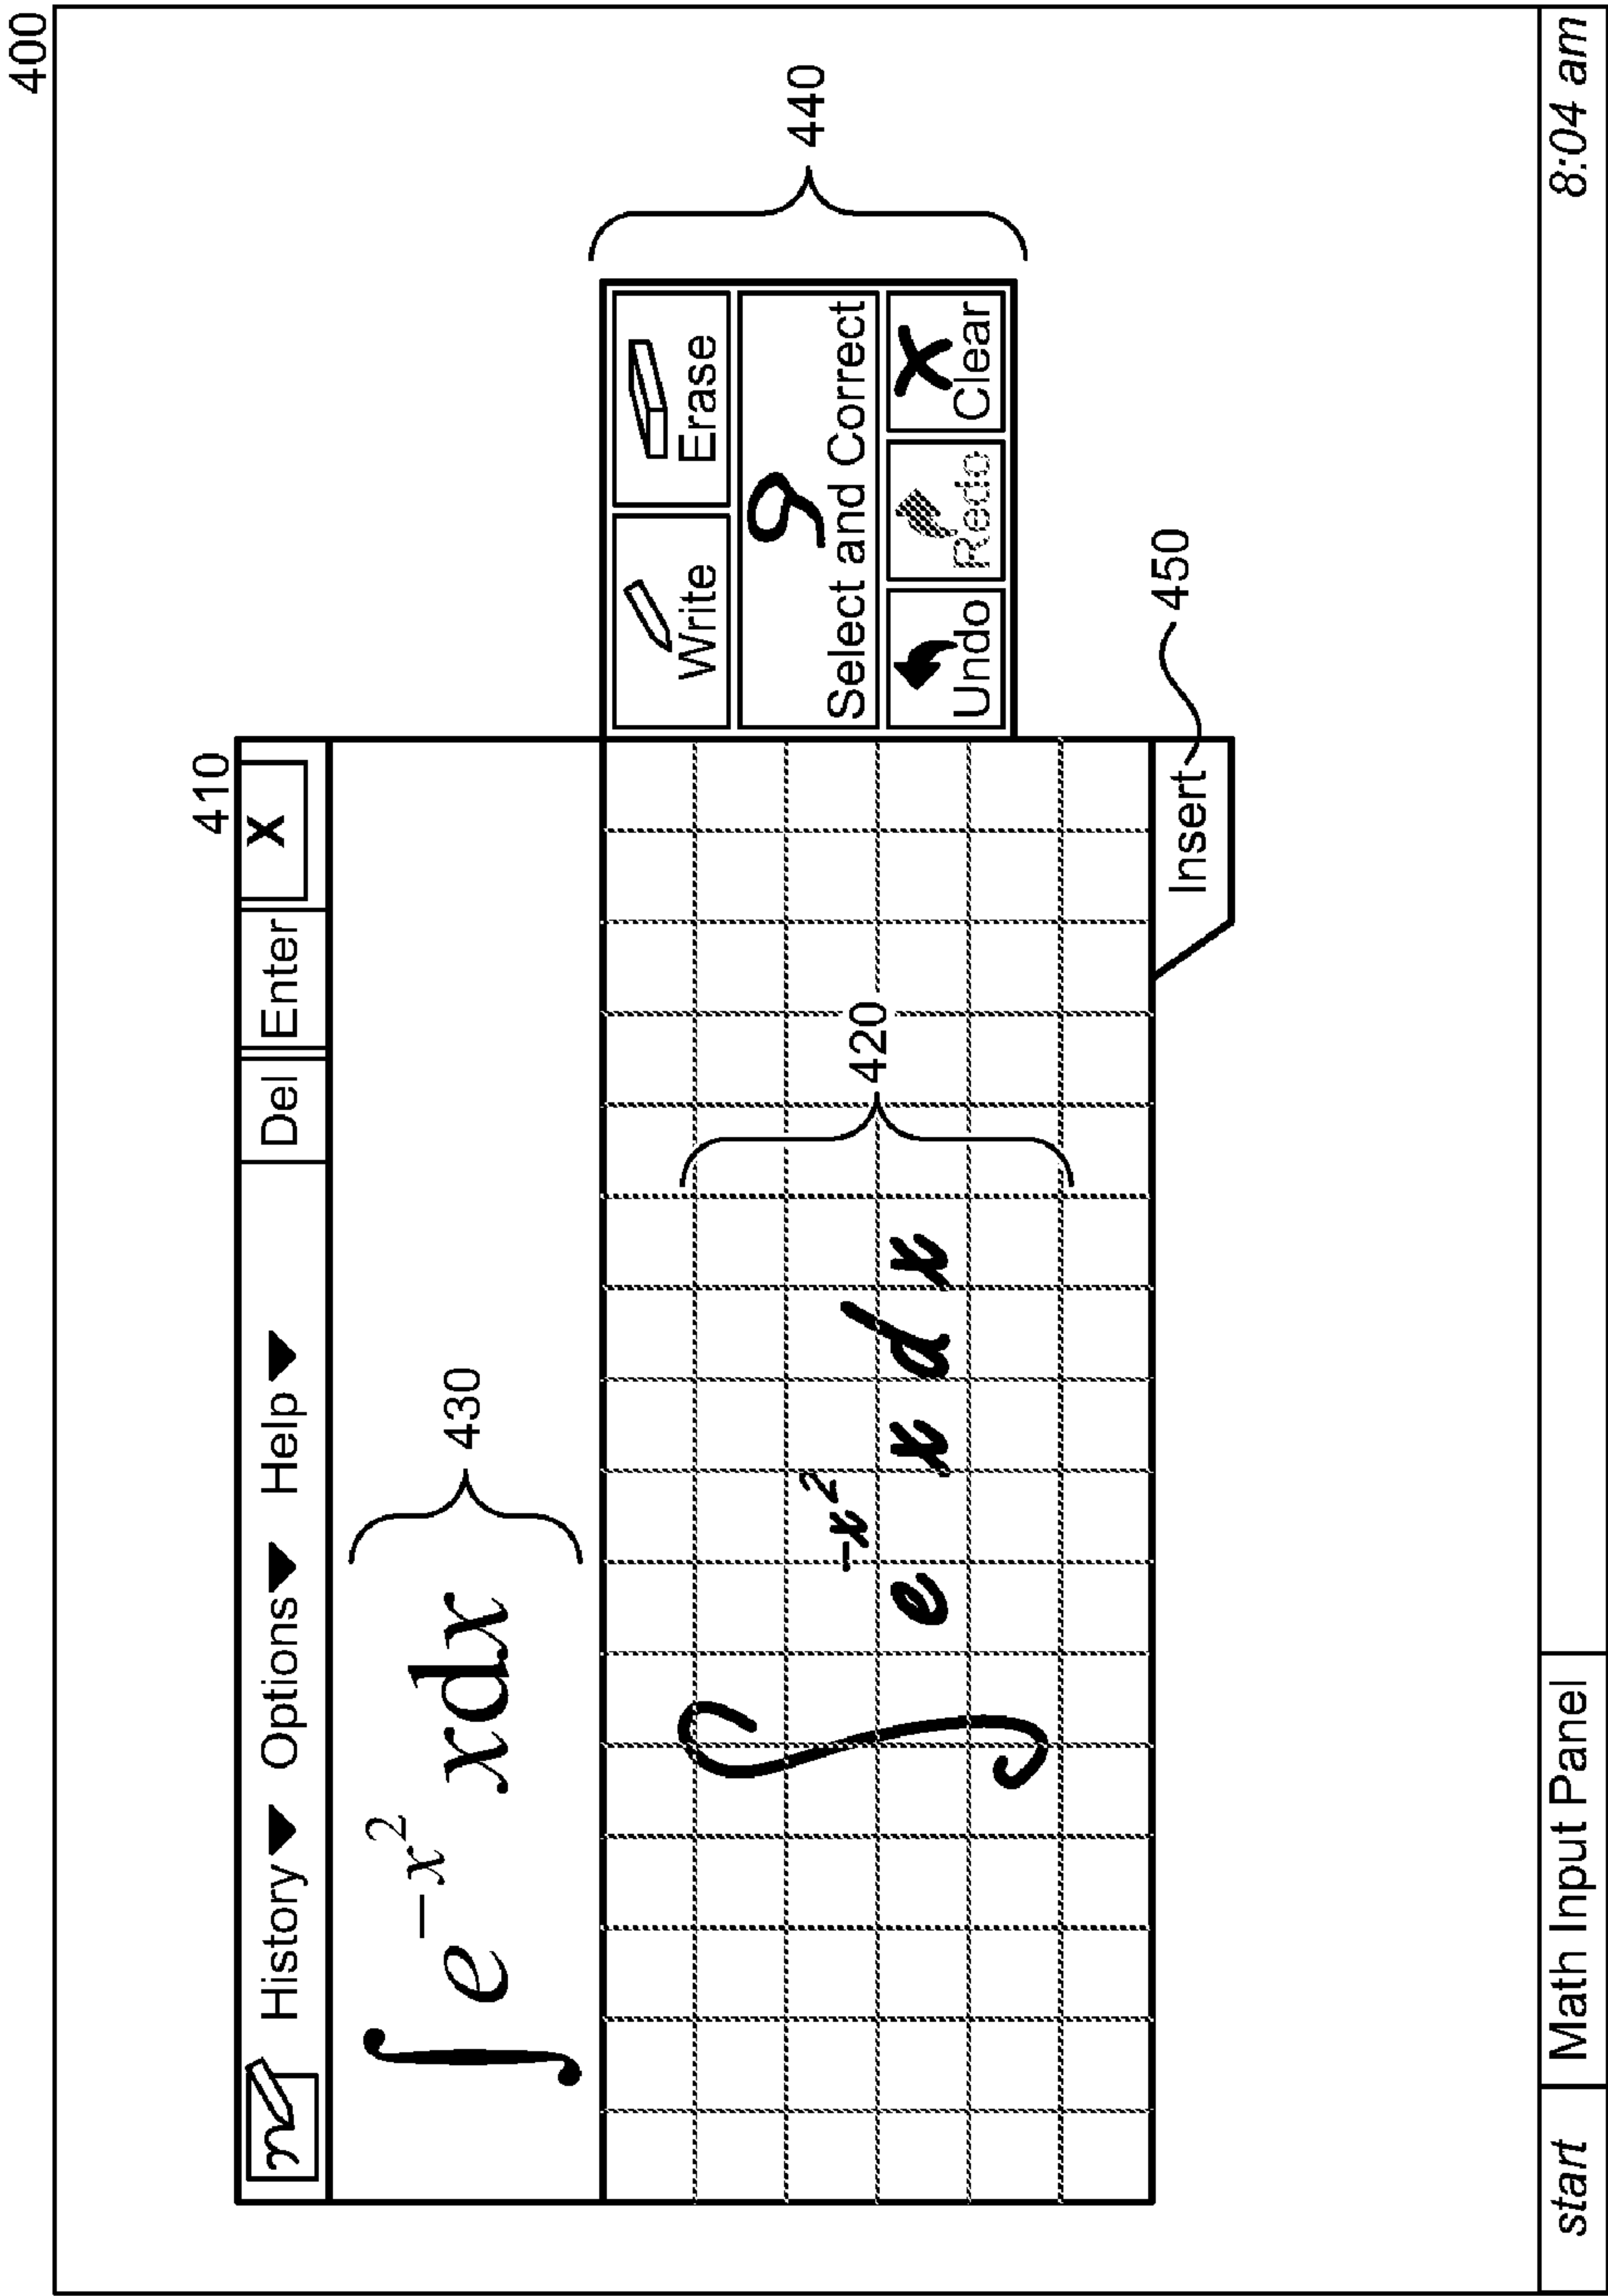 400
410
History▼ Options▼ Help▼ Del Enter X
∫ e^{-x^2} xdx
430
∫ e^{-x^2} x d x
420
Write Erase
Select and Correct
Undo Redo Clear
440
Insert
450
start Math Input Panel 8:04 am